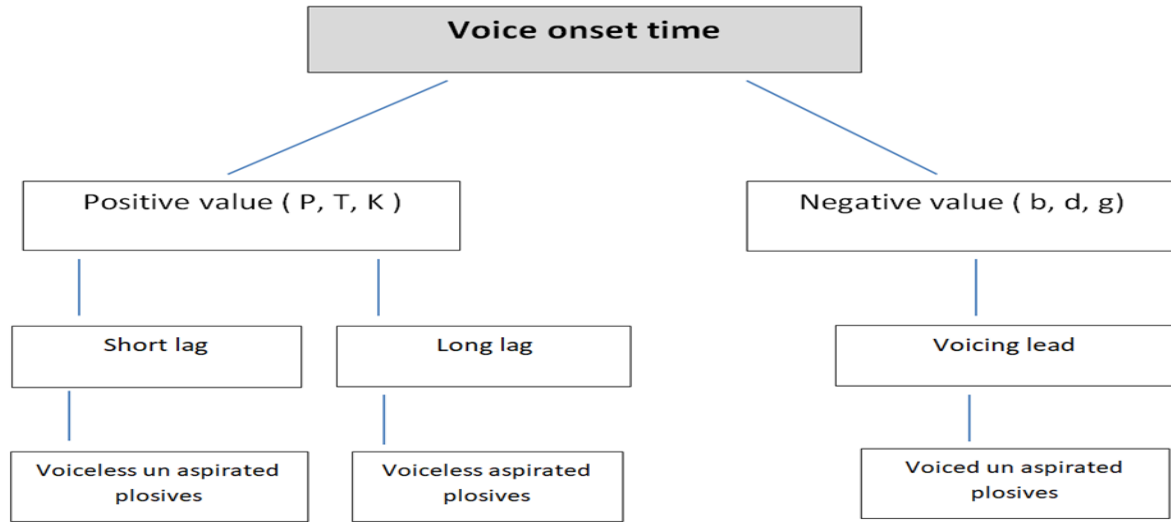 Voice onset time
Positive value ( P, T, K )
Negative value ( b, d, g)
Short lag
Long lag
Voicing lead
Voiceless un aspirated
plosives
Voiceless aspirated
plosives
Voiced un aspirated
plosives